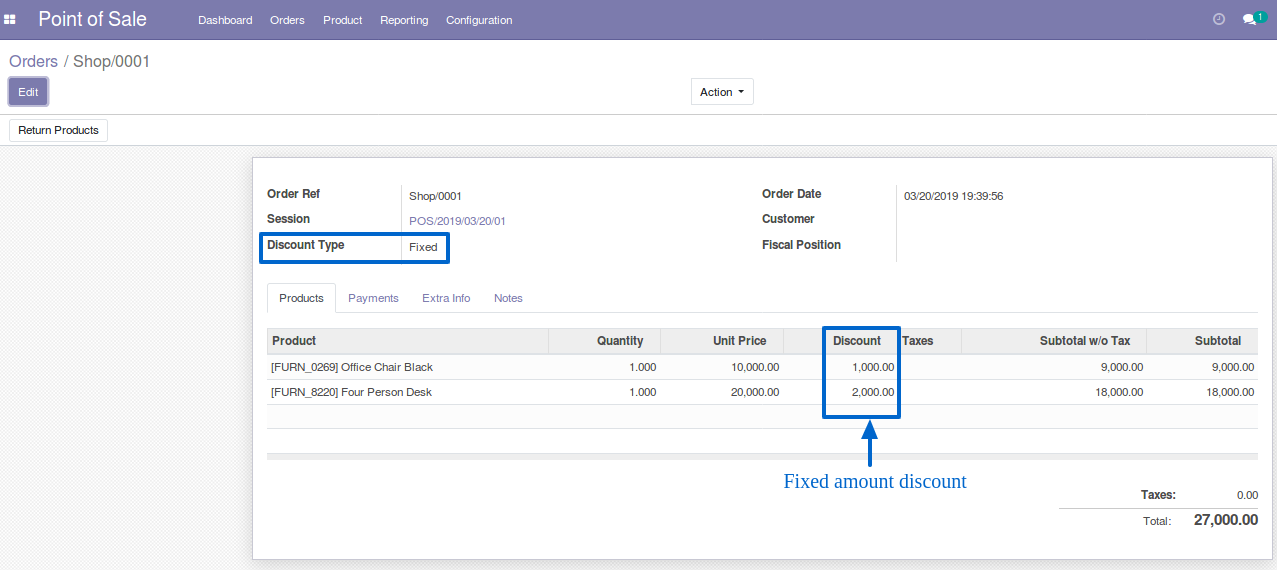 Point of Sale Dashboard Orders Product Reporting Configuration 1
Orders / Shop/0001
Edit Action
Return Products
Order Ref Shop/0001 Order Date 03/20/2019 19:39:56
Session POS/2019/03/20/01 Customer
Discount Type Fixed Fiscal Position
Products Payments Extra Info Notes
Product Quantity Unit Price Discount Taxes Subtotal w/o Tax Subtotal
[FURN_0269] Office Chair Black 1.000 10,000.00 1,000.00 9,000.00 9,000.00
[FURN_8220] Four Person Desk 1.000 20,000.00 2,000.00 18,000.00 18,000.00
Fixed amount discount
Taxes: 0.00
Total: 27,000.00